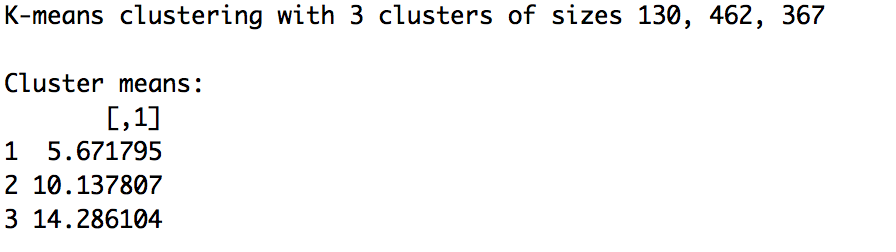 K-means clustering with 3 clusters of sizes 130, 462, 367
Cluster means:
[,1]
1 5.671795
2 10.137807
3 14.286104